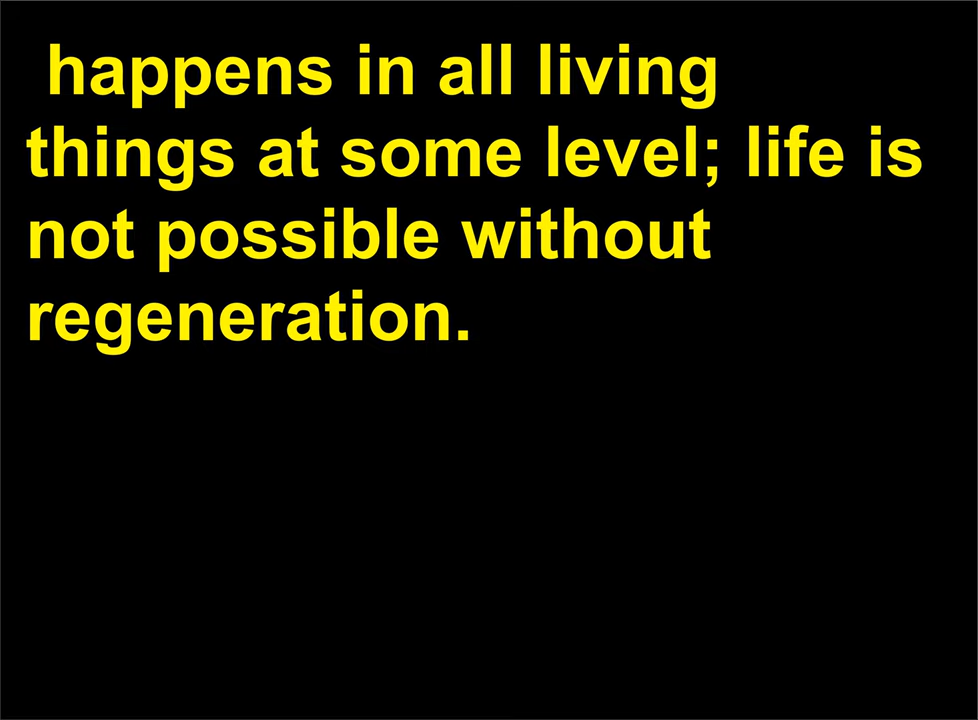 happens in all living
things at some level; life is
not possible without
regeneration.